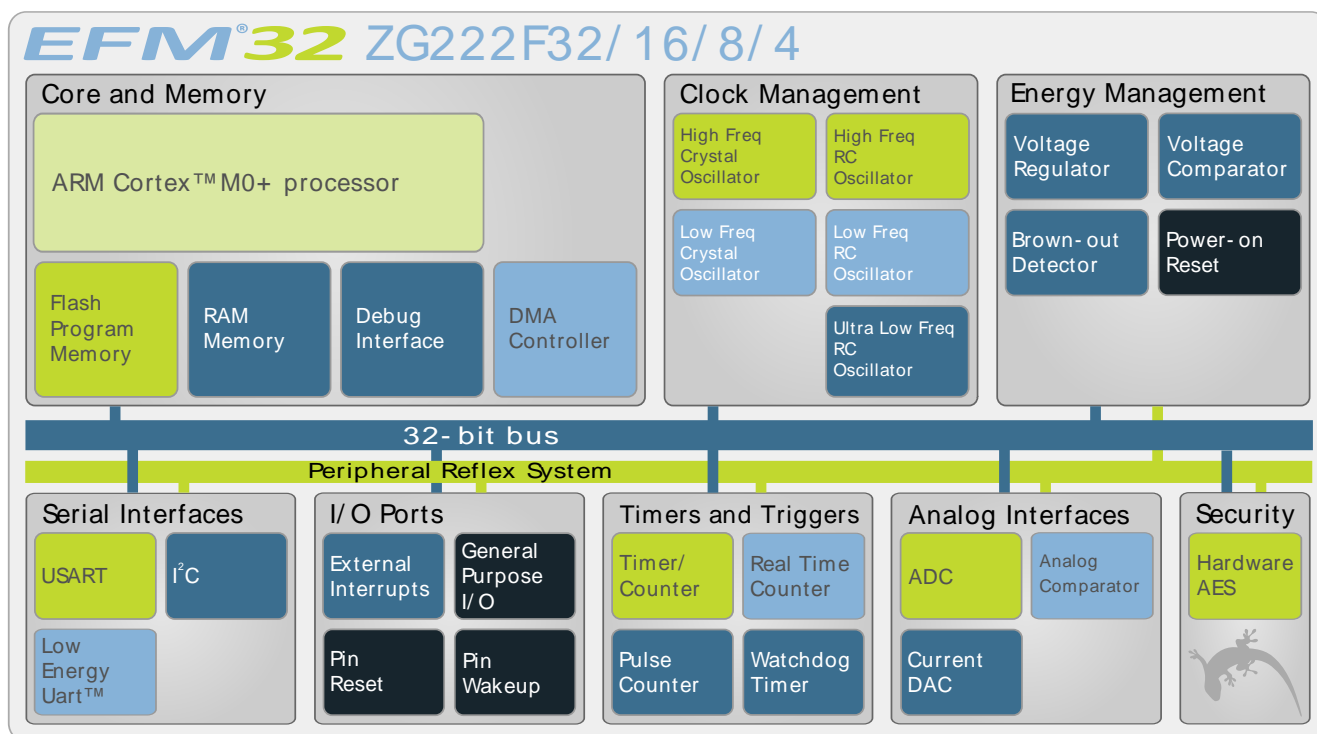 EFM®32 ZG222F32/16/8/4
Core and Memory
ARM Cortex™ M0+ processor
Flash
Program
Memory
RAM
Memory
Debug
Interface
DMA
Controller
Clock Management
High Freq
Crystal
Oscillator
High Freq
RC
Oscillator
Low Freq
Crystal
Oscillator
Low Freq
RC
Oscillator
Ultra Low Freq
RC
Oscillator
Energy Management
Voltage
Regulator
Voltage
Comparator
Brown-out
Detector
Power-on
Reset
32-bit bus
Peripheral Reflex System
Serial Interfaces
USART
I²C
Low
Energy
Uart™
I/O Ports
External
Interrupts
General
Purpose
I/O
Pin
Reset
Pin
Wakeup
Timers and Triggers
Timer/
Counter
Real Time
Counter
Pulse
Counter
Watchdog
Timer
Analog Interfaces
ADC
Analog
Comparator
Current
DAC
Security
Hardware
AES